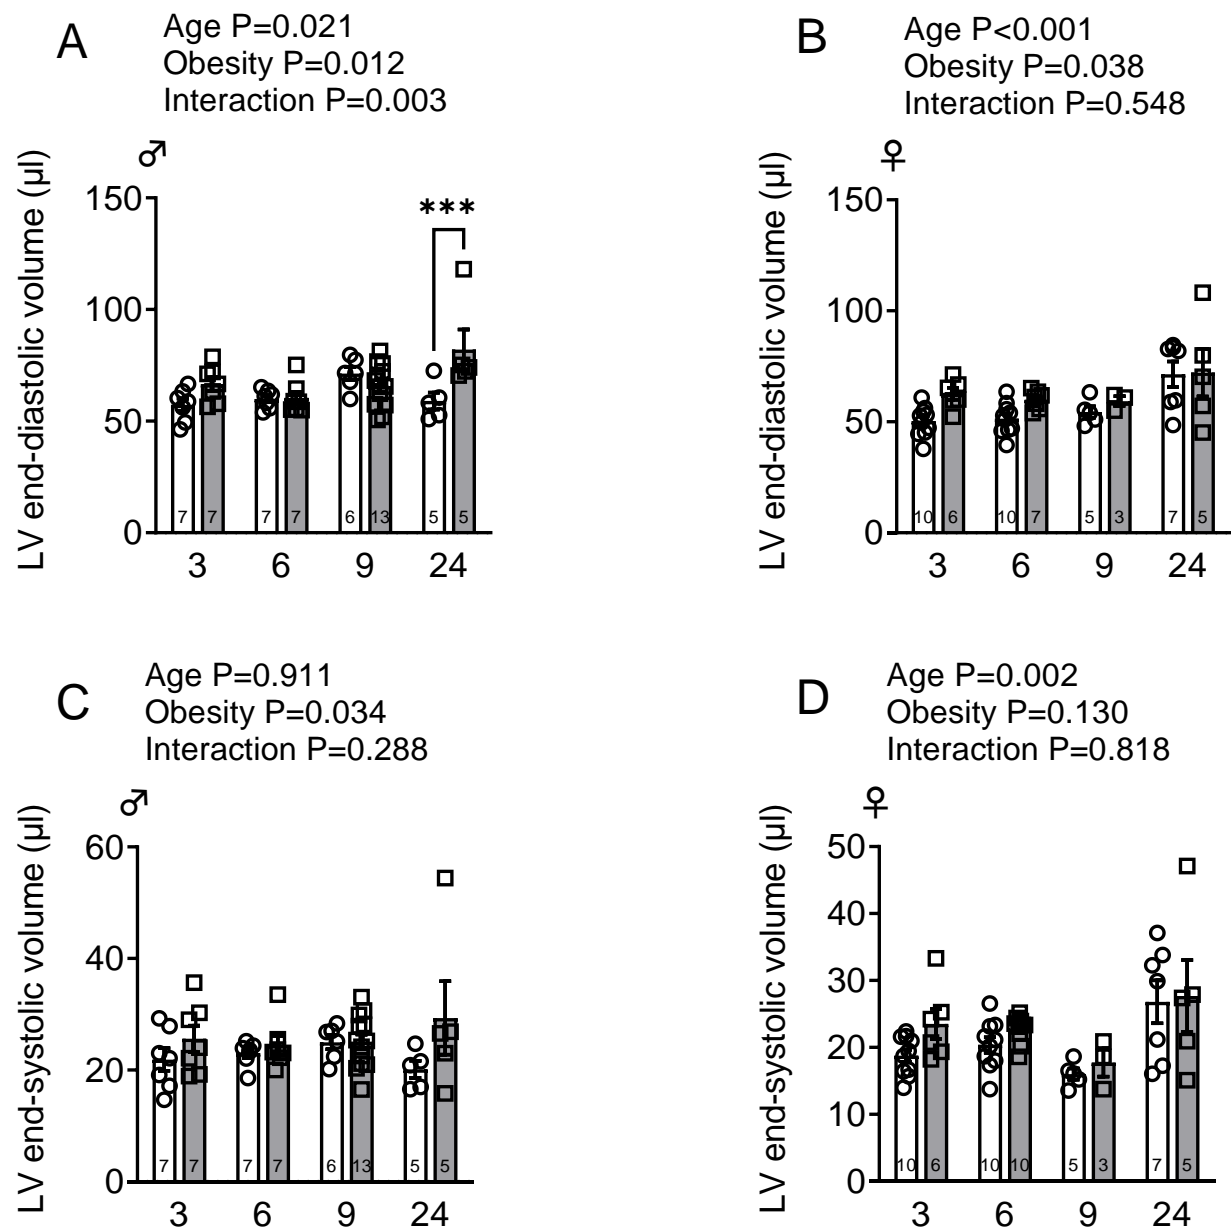 A
Age P=0.021
Obesity P=0.012
Interaction P=0.003
♂
LV end-diastolic volume (µl)
150
100
50
0
***
7 7 7 7 6 13 5 5
3 6 9 24
B
Age P<0.001
Obesity P=0.038
Interaction P=0.548
♀
LV end-diastolic volume (µl)
150
100
50
0
10 6 10 7 5 3 7 5
3 6 9 24
C
Age P=0.911
Obesity P=0.034
Interaction P=0.288
♂
LV end-systolic volume (µl)
60
40
20
0
7 7 7 7 6 13 5 5
3 6 9 24
D
Age P=0.002
Obesity P=0.130
Interaction P=0.818
♀
LV end-systolic volume (µl)
50
40
30
20
10
0
10 6 10 10 5 3 7 5
3 6 9 24